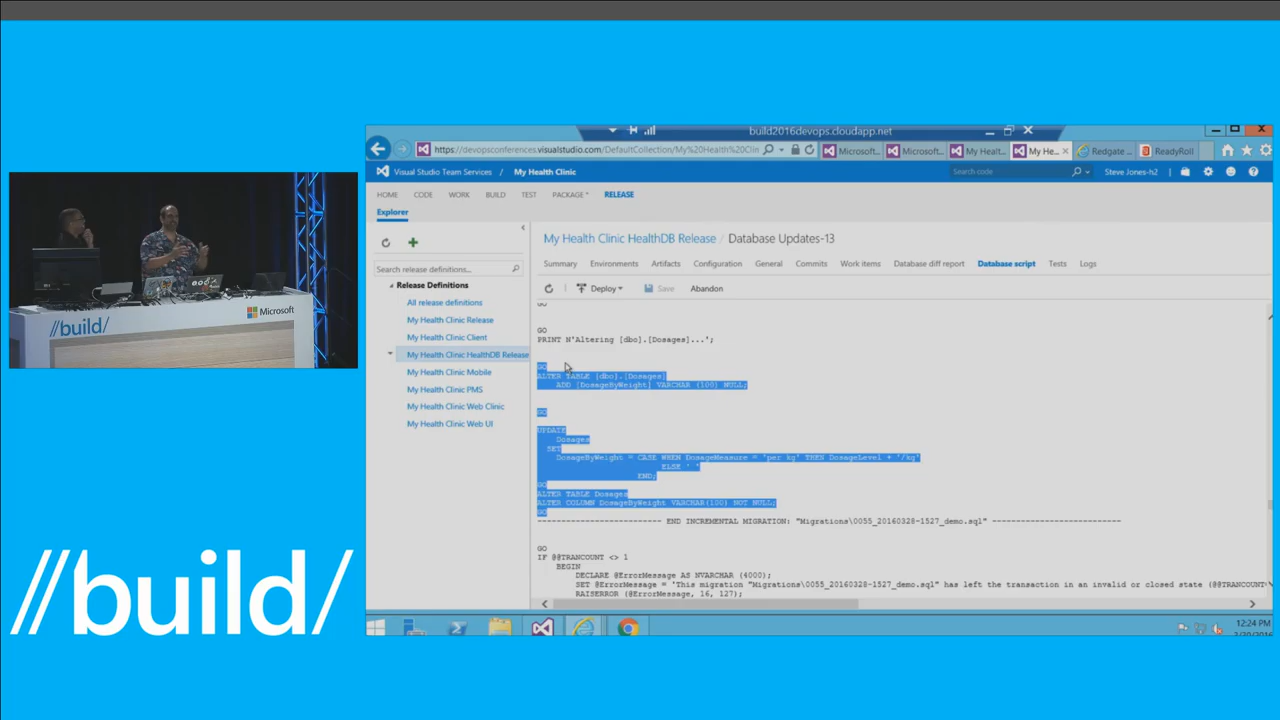 build2016devops.cloudapp.net
https://devopsconferences.visualstudio.com/DefaultCollection/My%20Health%20Clin
Microsoft...
Microsoft...
My Healt...
My He...
Redgate ...
ReadyRoll
Visual Studio Team Services / My Health Clinic
Search code
Steve Jones-h2
HOME CODE WORK BUILD TEST PACKAGE* RELEASE
Explorer
My Health Clinic HealthDB Release / Database Updates-13
Summary Environments Artifacts Configuration General Commits Work items Database diff report Database script Tests Logs
Search release definitions...
Deploy Save Abandon
Release Definitions
All release definitions
My Health Clinic Release
My Health Clinic Client
My Health Clinic HealthDB Release
My Health Clinic Mobile
My Health Clinic PMS
My Health Clinic Web Clinic
My Health Clinic Web UI
GO
GO
PRINT N'Altering [dbo].[Dosages]...';
GO
ALTER TABLE [dbo].[Dosages]
ADD [DosageByWeight] VARCHAR (100) NULL;
GO
UPDATE
Dosages
SET
DosageByWeight = CASE WHEN DosageMeasure = 'per kg' THEN DosageLevel + '/kg'
ELSE ' '
END;
GO
ALTER TABLE Dosages
ALTER COLUMN DosageByWeight VARCHAR(100) NOT NULL;
GO
--------------------------- END INCREMENTAL MIGRATION: "Migrations\0055_20160328-1527_demo.sql" ----------------------------
GO
IF @@TRANCOUNT <> 1
BEGIN
DECLARE @ErrorMessage AS NVARCHAR (4000);
SET @ErrorMessage = 'This migration "Migrations\0055_20160328-1527_demo.sql" has left the transaction in an invalid or closed state (@@TRANCOUNT
RAISERROR (@ErrorMessage, 16, 127);
12:24 PM
//build/
Microsoft
//build/